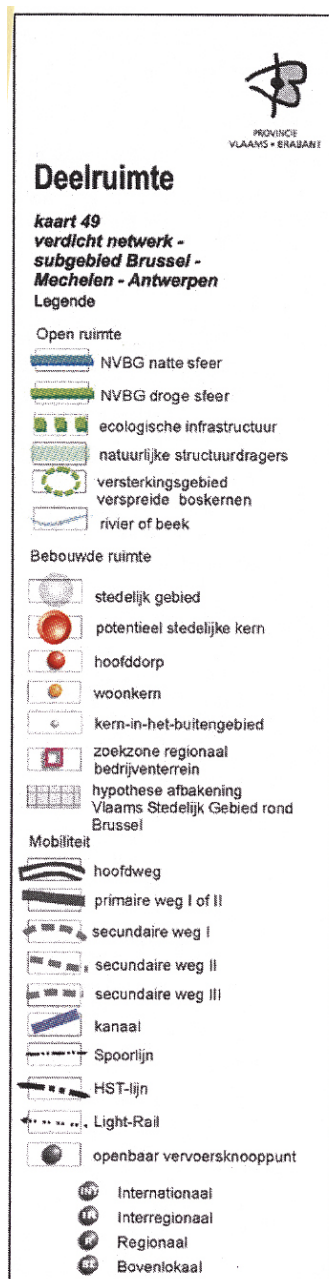 PROVINCIE
VLAAMS • BRABANT
Deelruimte
kaart 49
verdicht netwerk -
subgebied Brussel -
Mechelen - Antwerpen
Legende
Open ruimte
NVBG natte sfeer
NVBG droge sfeer
ecologische infrastructuur
natuurlijke structuurdragers
versterkingsgebied
verspreide boskernen
rivier of beek
Bebouwde ruimte
stedelijk gebied
potentieel stedelijke kern
hoofddorp
woonkern
kern-in-het-buitengebied
zoekzone regionaal
bedrijventerrein
hypothese afbakening
Vlaams Stedelijk Gebied rond
Brussel
Mobiliteit
hoofdweg
primaire weg I of II
secundaire weg I
secundaire weg II
secundaire weg III
kanaal
Spoorlijn
HST-lijn
Light-Rail
openbaar vervoersknooppunt
INT Internationaal
IR Interregionaal
R Regionaal
BL Bovenlokaal